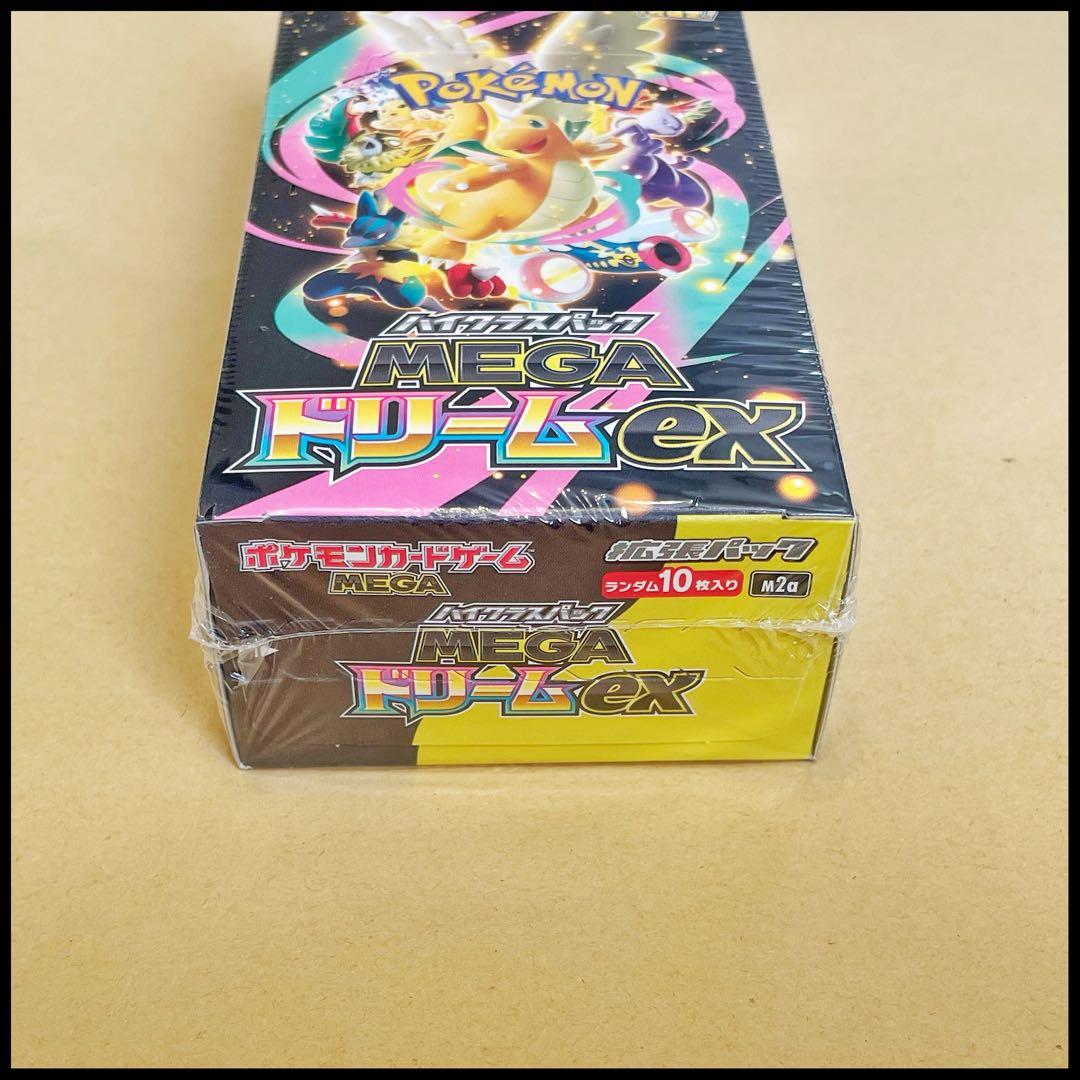 Pokémon
ハイクラスパック
MEGA
ドリームex
ポケモンカードゲーム
MEGA
拡張パック
ランダム10枚入り
M2a
ハイクラスパック
MEGA
ドリームex